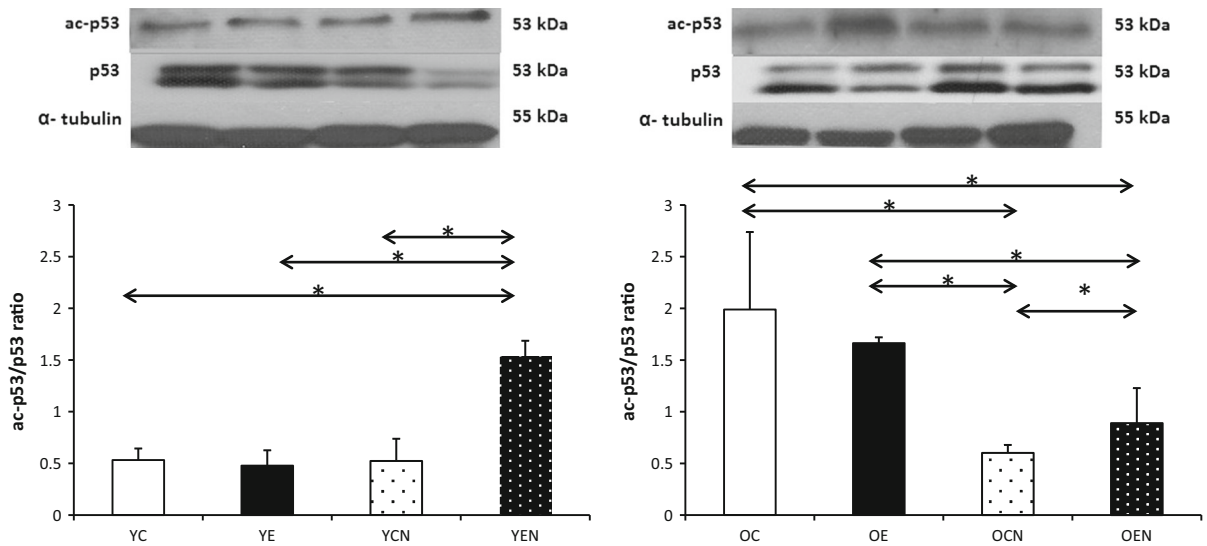 ac-p53 53 kDa
p53 53 kDa
α- tubulin 55 kDa
ac-p53/p53 ratio
3
2.5
2
1.5
1
0.5
0
*
*
*
YC YE YCN YEN
ac-p53 53 kDa
p53 53 kDa
α- tubulin 55 kDa
ac-p53/p53 ratio
3
2.5
2
1.5
1
0.5
0
*
*
*
*
*
OC OE OCN OEN